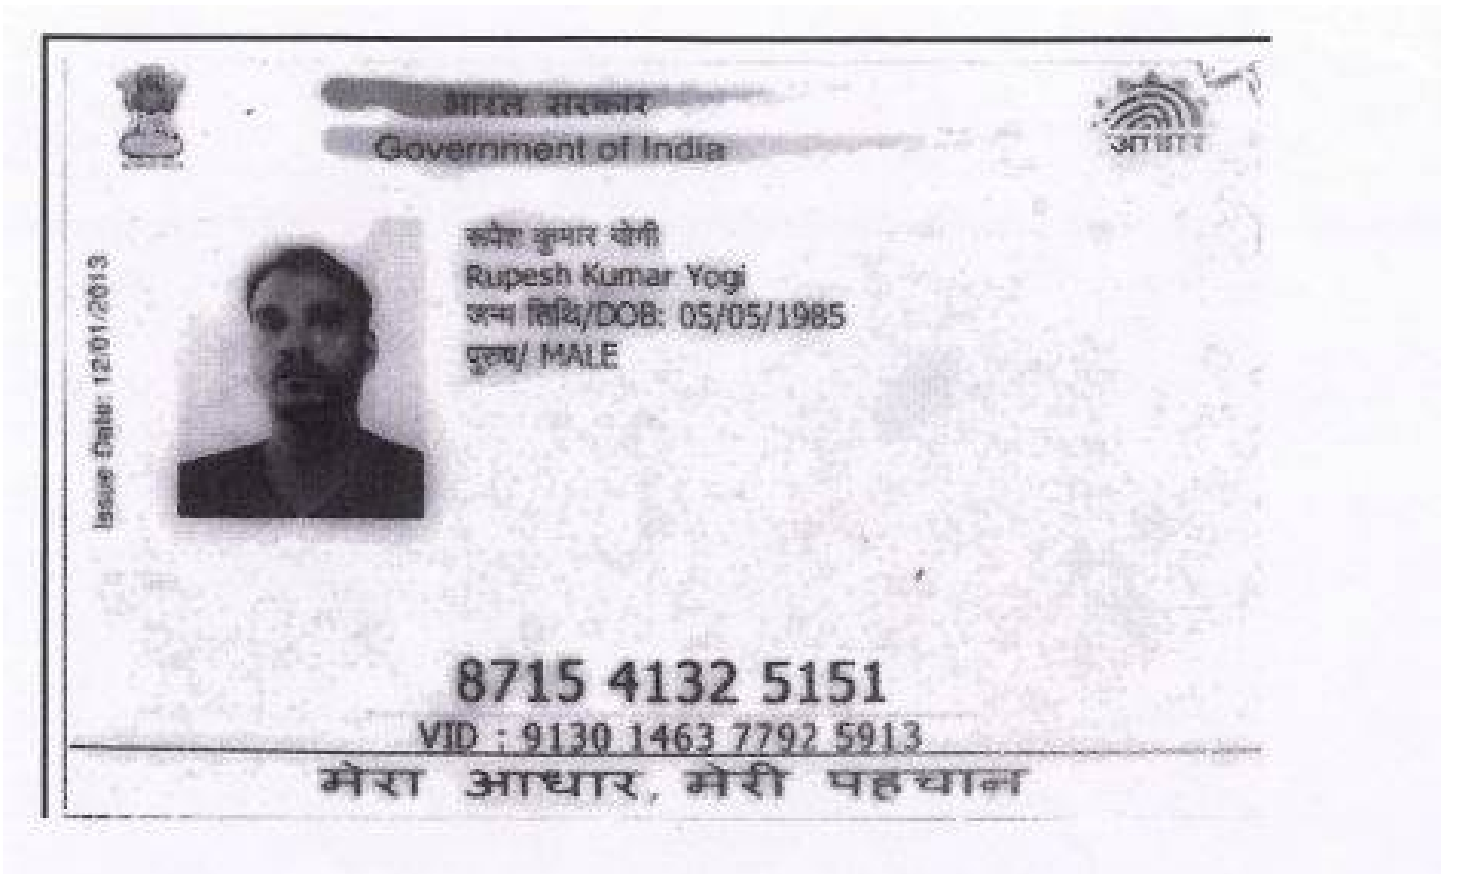 भारत सरकार
Government of India
आधार
Issue Date: 12/01/2013
रूपेश कुमार योगी
Rupesh Kumar Yogi
जन्म तिथि/DOB: 05/05/1985
पुरुष/ MALE
8715 4132 5151
VID : 9130 1463 7792 5913
मेरा आधार, मेरी पहचान